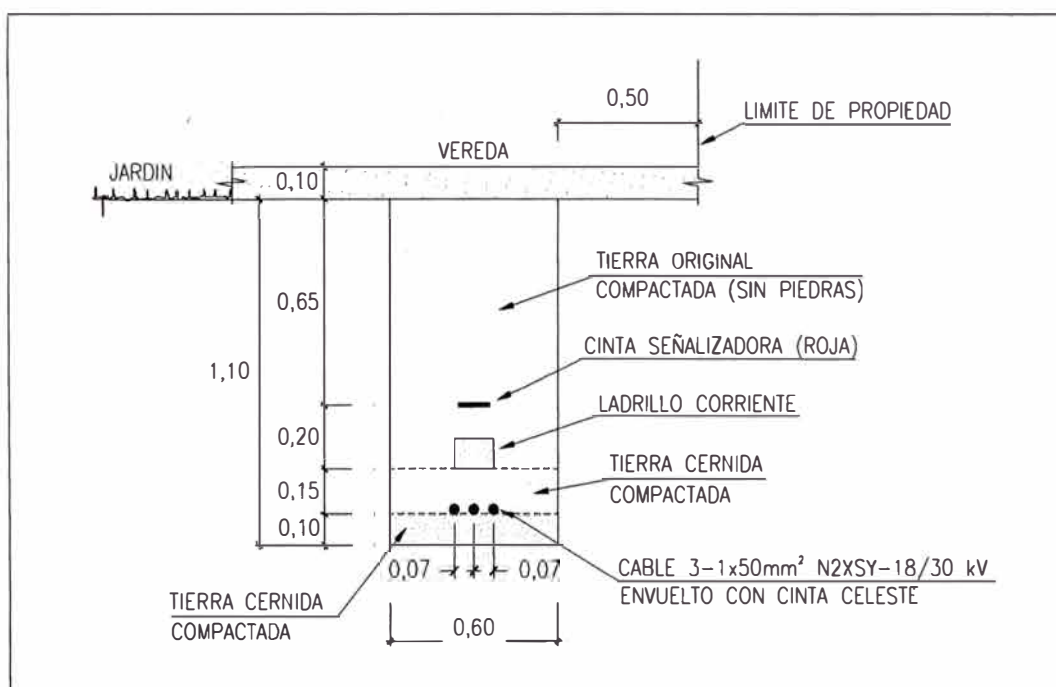 0,50
LIMITE DE PROPIEDAD
VEREDA
JARDIN
0,10
TIERRA ORIGINAL
COMPACTADA (SIN PIEDRAS)
0,65
CINTA SEÑALIZADORA (ROJA)
1,10
LADRILLO CORRIENTE
0,20
TIERRA CERNIDA
COMPACTADA
0,15
0,10
0,07
0,07
CABLE 3-1x50mm² N2XSY-18/30 kV
ENVUELTO CON CINTA CELESTE
TIERRA CERNIDA
COMPACTADA
0,60